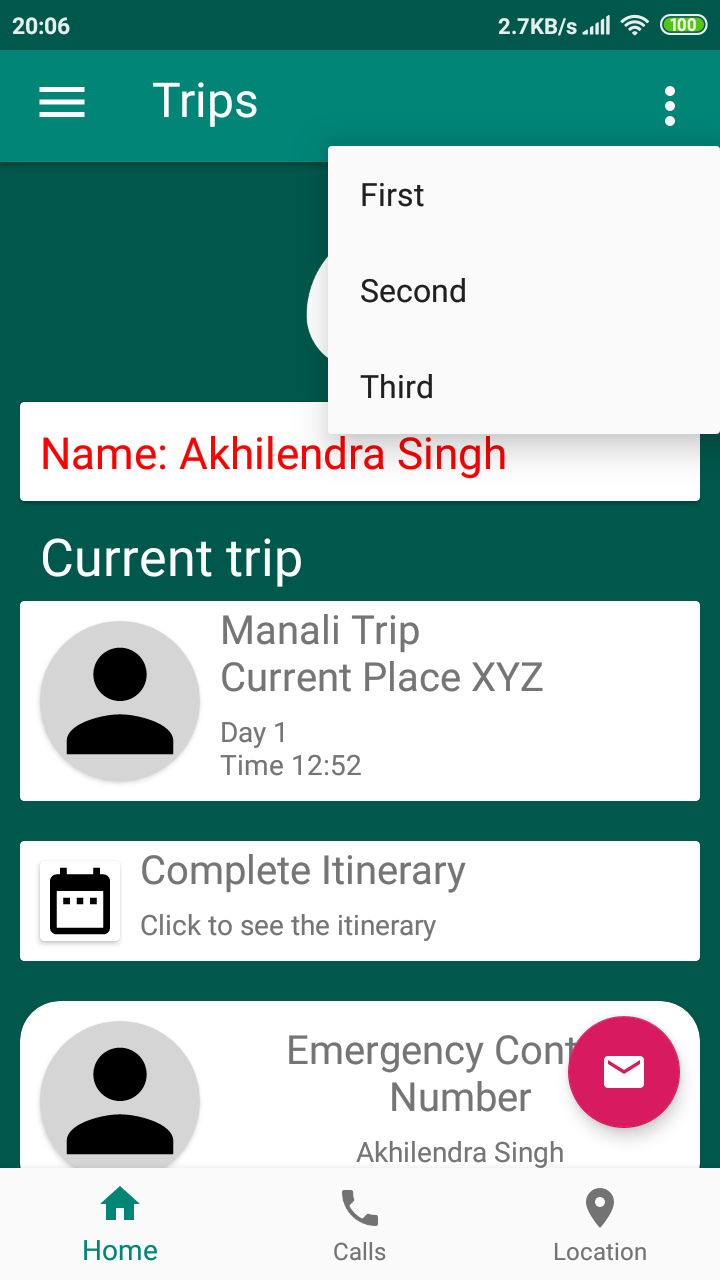 20:06
2.7KB/s
100
Trips
First
Second
Third
Name: Akhilendra Singh
Current trip
Manali Trip
Current Place XYZ
Day 1
Time 12:52
Complete Itinerary
Click to see the itinerary
Emergency Cont
Number
Akhilendra Singh
Home
Calls
Location